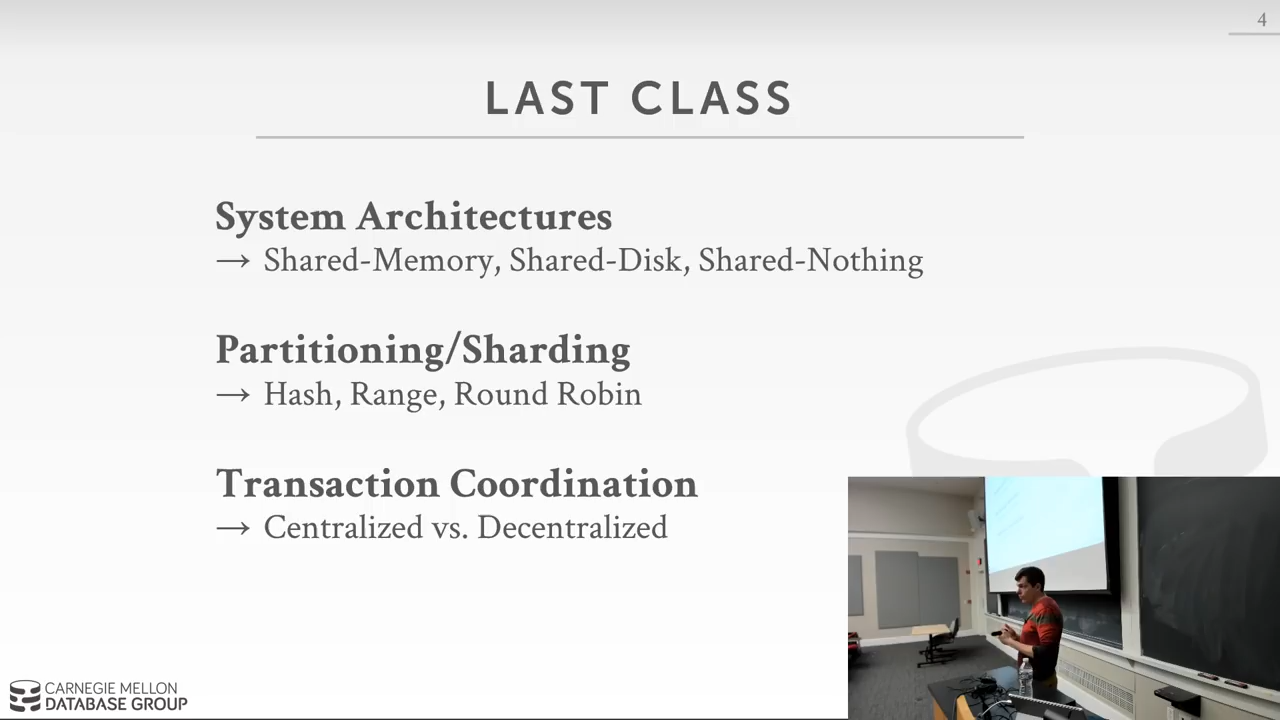 4
LAST CLASS
System Architectures
→ Shared-Memory, Shared-Disk, Shared-Nothing
Partitioning/Sharding
→ Hash, Range, Round Robin
Transaction Coordination
→ Centralized vs. Decentralized
CARNEGIE MELLON
DATABASE GROUP